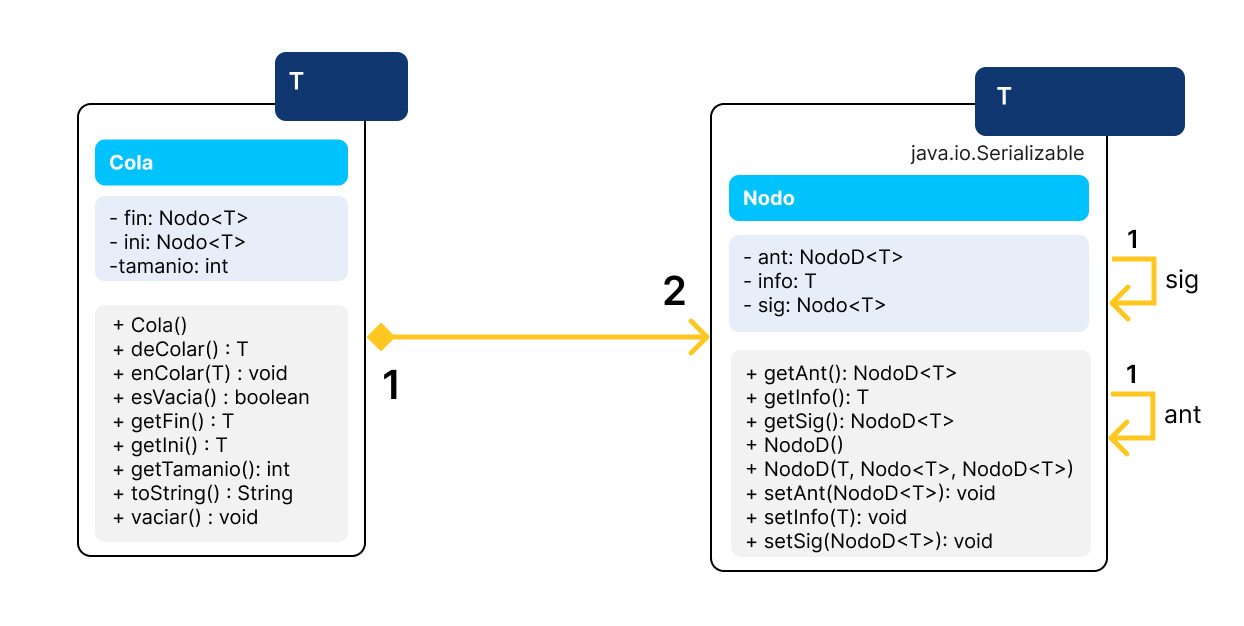 T
Cola
- fin: Nodo<T>
- ini: Nodo<T>
-tamanio: int
+ Cola()
+ deColar() : T
+ enColar(T) : void
+ esVacia() : boolean
+ getFin() : T
+ getIni() : T
+ getTamanio(): int
+ toString() : String
+ vaciar() : void
1
2
T
java.io.Serializable
Nodo
- ant: NodoD<T>
- info: T
- sig: Nodo<T>
+ getAnt(): NodoD<T>
+ getInfo(): T
+ getSig(): NodoD<T>
+ NodoD()
+ NodoD(T, Nodo<T>, NodoD<T>)
+ setAnt(NodoD<T>): void
+ setInfo(T): void
+ setSig(NodoD<T>): void
1
sig
1
ant